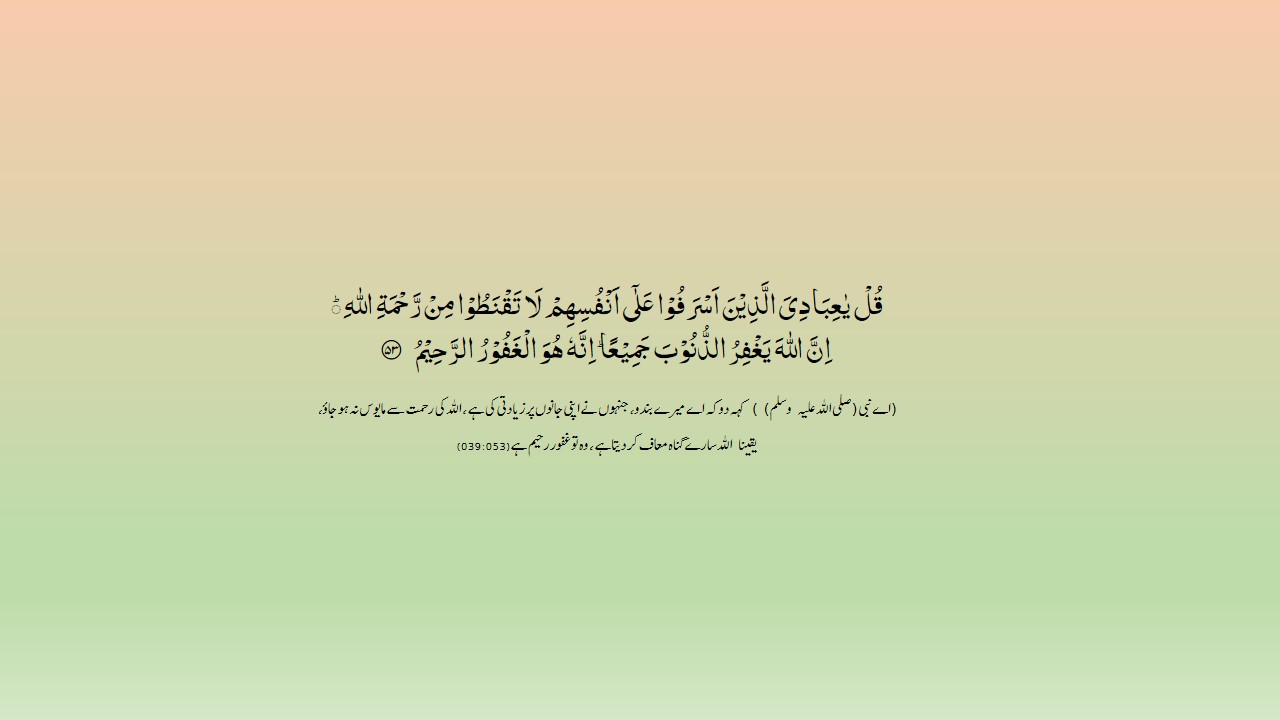 قُلْ يٰعِبَادِىَ الَّذِيْنَ اَسْرَفُوْا عَلٰٓى اَنْفُسِهِمْ لَا تَقْنَطُوْا مِنْ رَّحْمَةِ اللّٰهِ ؕ
اِنَّ اللّٰهَ يَغْفِرُ الذُّنُوْبَ جَمِيْعًا ؕ اِنَّهٗ هُوَ الْغَفُوْرُ الرَّحِيْمُ ﴿۵۳﴾
(اے نبی (صلی اللہ علیہ وسلم) ) کہہ دو کہ اے میرے بندو، جنہوں نے اپنی جانوں پر زیادتی کی ہے، اللہ کی رحمت سے مایوس نہ ہو جاؤ،
یقینا اللہ سارے گناہ معاف کر دیتا ہے، وہ تو غفور رحیم ہے (039:053)